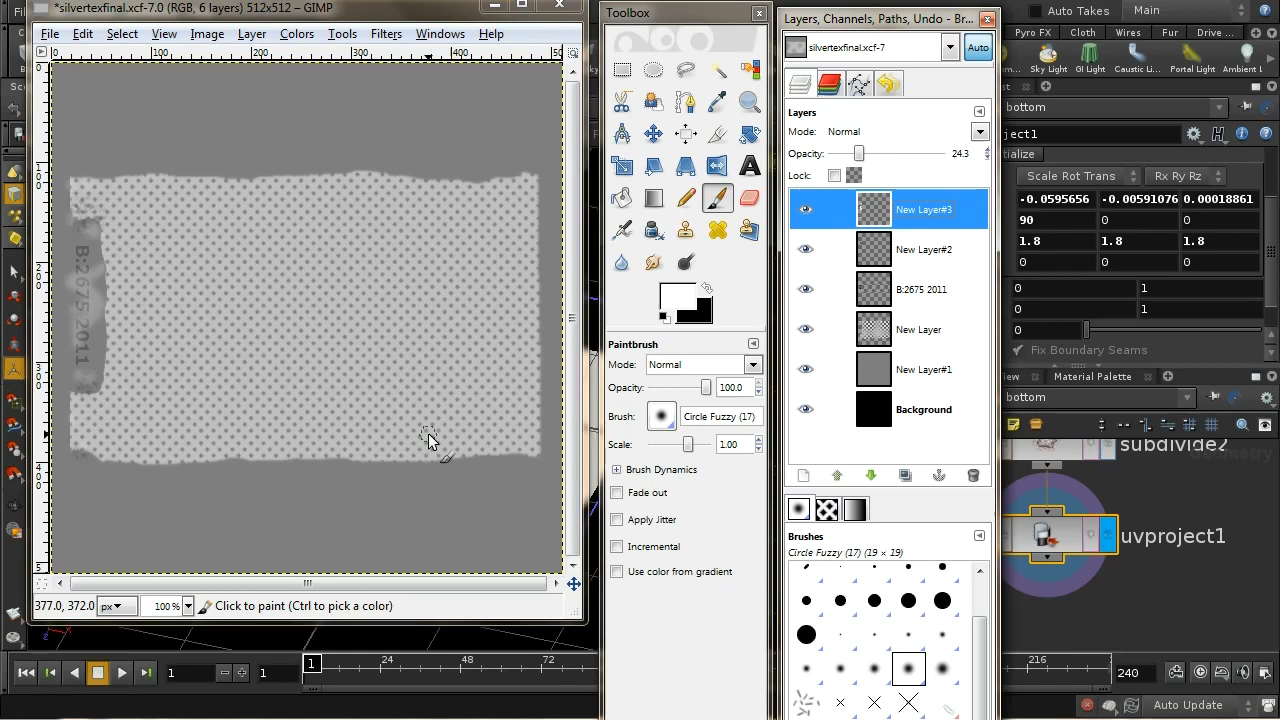 *silvertexfinal.xcf-7.0 (RGB, 6 layers) 512x512 – GIMP
File Edit Select View Image Layer Colors Tools Filters Windows Help
0 100 200 300 400
B:2675 2011
377.0, 372.0 px 100 % Click to paint (Ctrl to pick a color)
Toolbox
Paintbrush
Mode: Normal
Opacity: 100.0
Brush: Circle Fuzzy (17)
Scale: 1.00
Brush Dynamics
Fade out
Apply Jitter
Incremental
Use color from gradient
Layers, Channels, Paths, Undo - Br...
silvertexfinal.xcf-7 Auto
Layers
Mode: Normal
Opacity: 24.3
Lock:
New Layer#3
New Layer#2
B:2675 2011
New Layer
New Layer#1
Background
Brushes
Circle Fuzzy (17) (19 × 19)
Auto Takes Main
Pyro FX Cloth Wires Fur Drive ...
Sky Light GI Light Caustic Li... Portal Light Ambient L
bottom
ject1
ialize
Scale Rot Trans Rx Ry Rz
-0.0595656 -0.00591076 0.00018861
90 0 0
1.8 1.8 1.8
0 0 0
0 1
0 1
0
Fix Boundary Seams
iew Material Palette
bottom
subdivide2
uvproject1
1 1 1 24 48 72 216 240
Auto Update